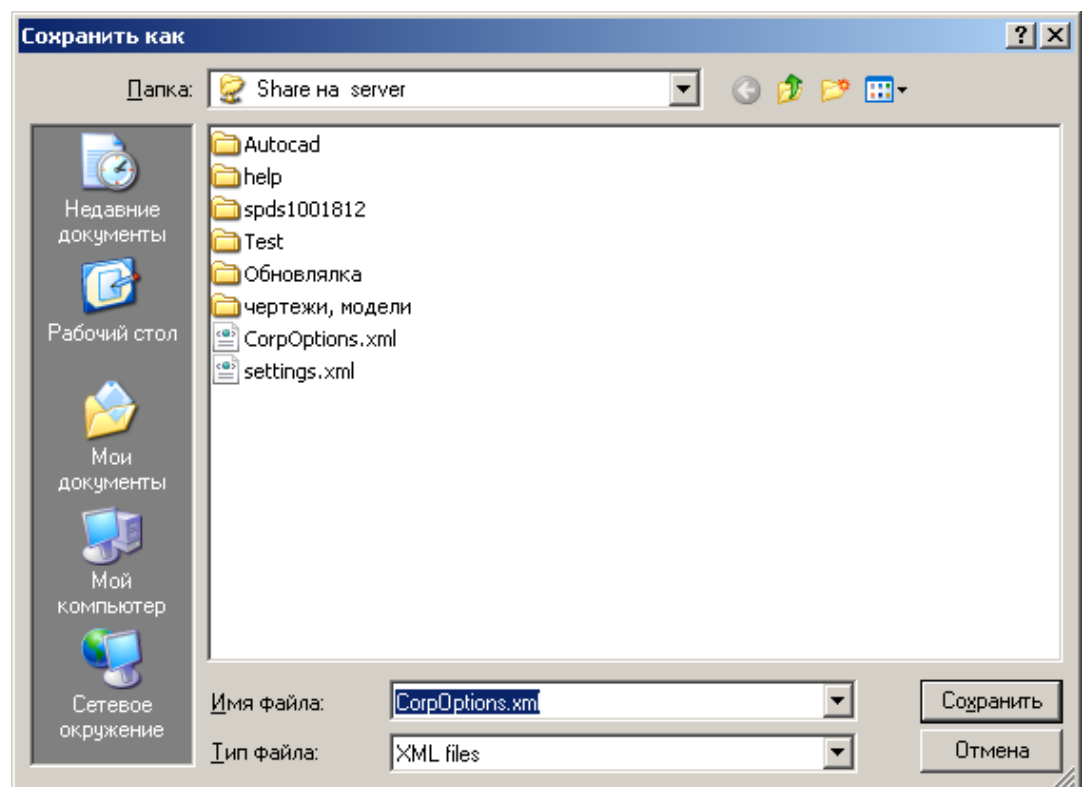 Сохранить как
Папка: Share на server
Autocad
help
spds1001812
Test
Обновлялка
чертежи, модели
CorpOptions.xml
settings.xml
Недавние
документы
Рабочий стол
Мои
документы
Мой
компьютер
Сетевое
окружение
Имя файла: CorpOptions.xml Сохранить
Тип файла: XML files Отмена